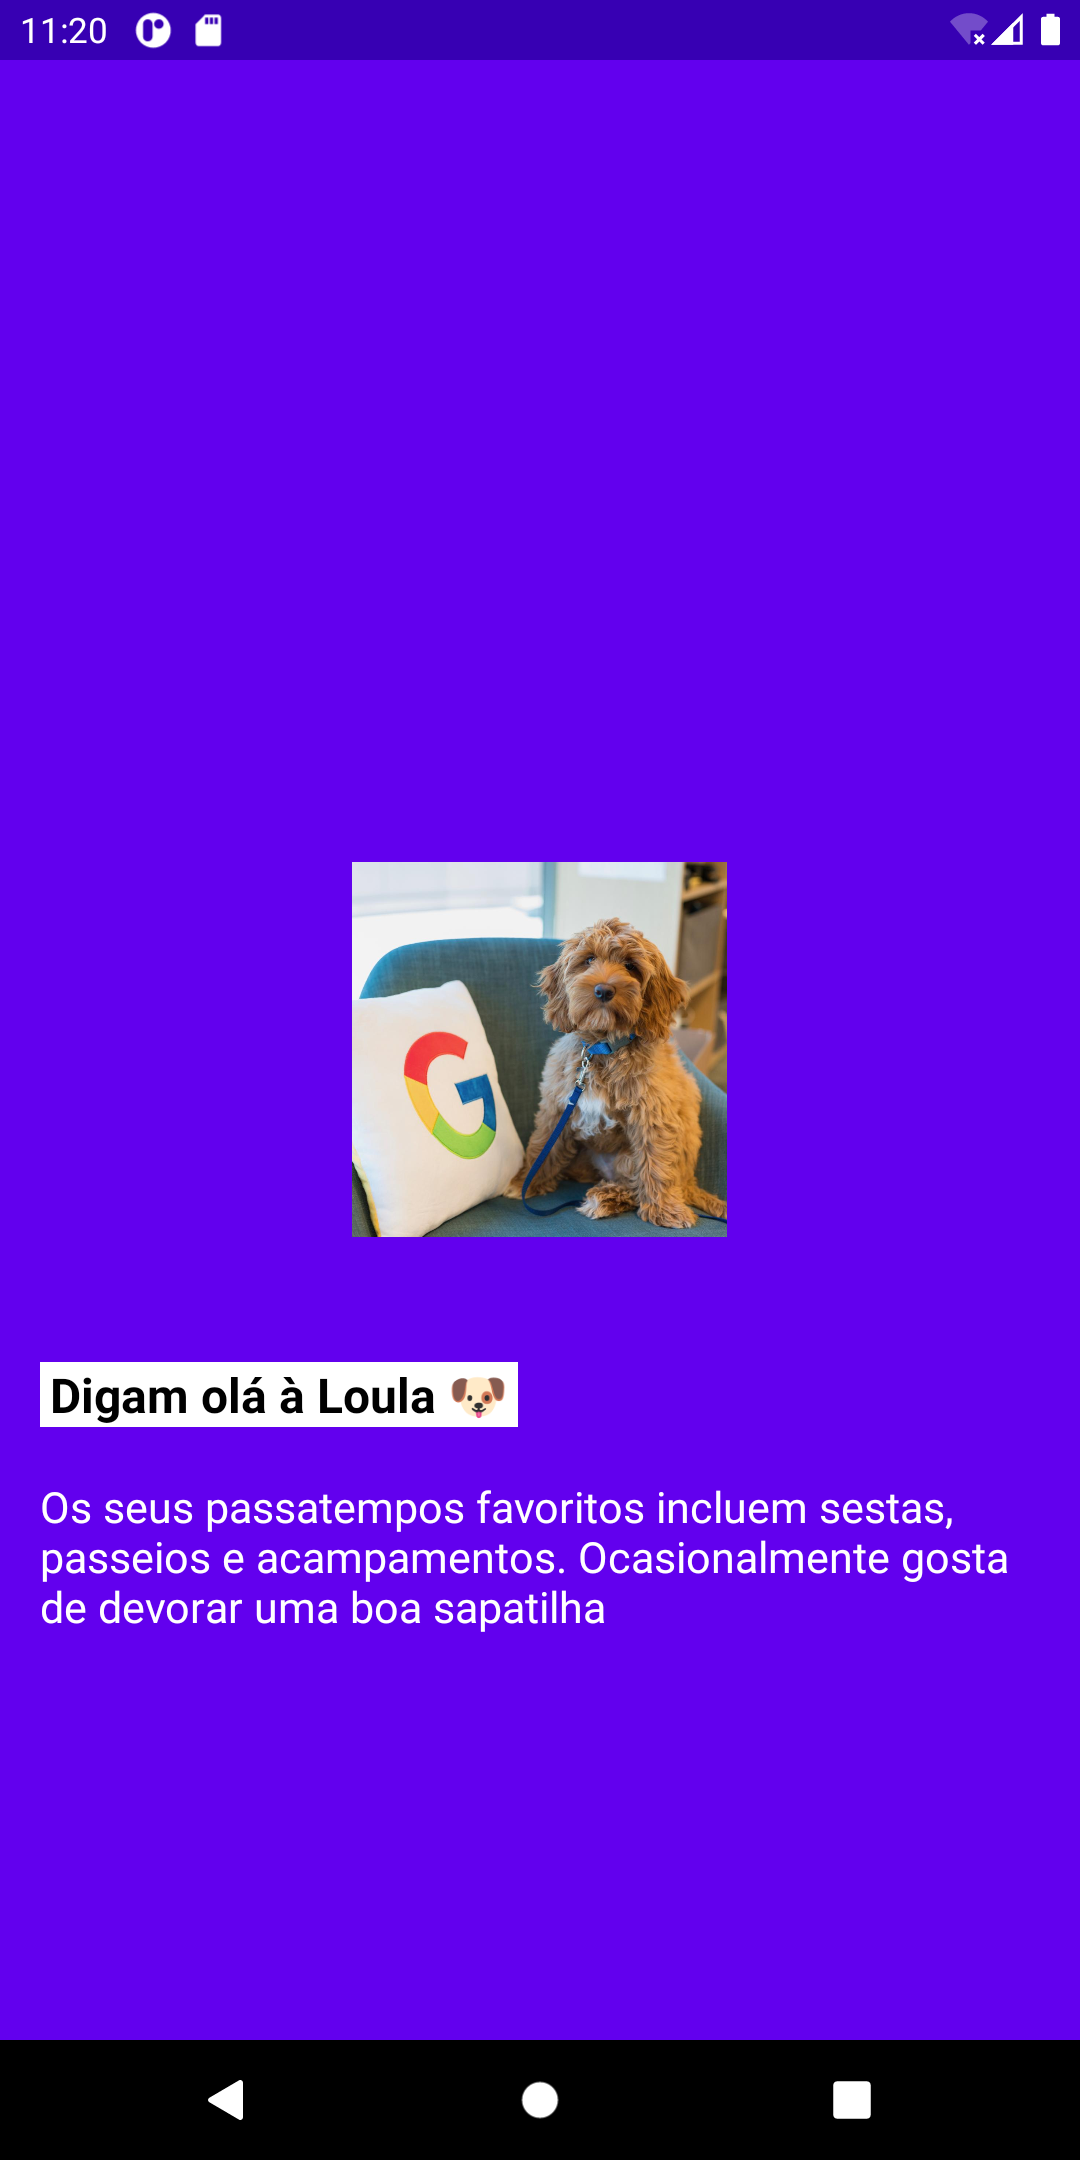 11:20
G
Digam olá à Loula 🐶
Os seus passatempos favoritos incluem sestas,
passeios e acampamentos. Ocasionalmente gosta
de devorar uma boa sapatilha